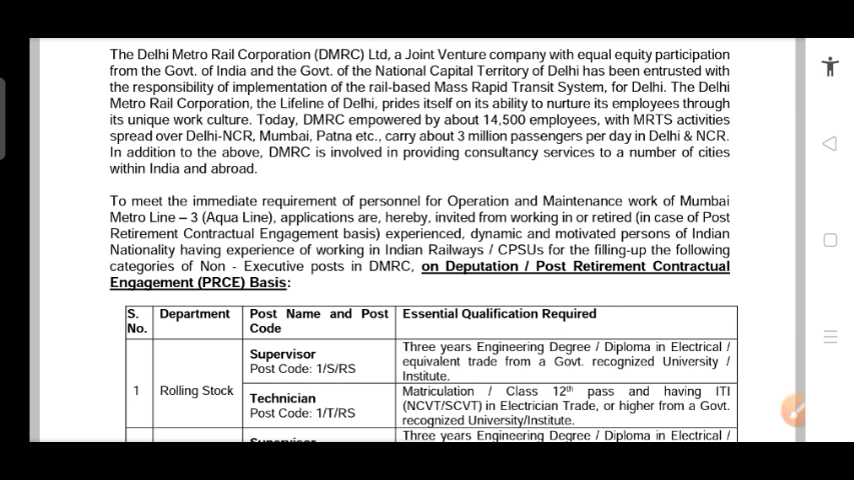 The Delhi Metro Rail Corporation (DMRC) Ltd, a Joint Venture company with equal equity participation
from the Govt. of India and the Govt. of the National Capital Territory of Delhi has been entrusted with
the responsibility of implementation of the rail-based Mass Rapid Transit System, for Delhi. The Delhi
Metro Rail Corporation, the Lifeline of Delhi, prides itself on its ability to nurture its employees through
its unique work culture. Today, DMRC empowered by about 14,500 employees, with MRTS activities
spread over Delhi-NCR, Mumbai, Patna etc., carry about 3 million passengers per day in Delhi & NCR.
In addition to the above, DMRC is involved in providing consultancy services to a number of cities
within India and abroad.
To meet the immediate requirement of personnel for Operation and Maintenance work of Mumbai
Metro Line – 3 (Aqua Line), applications are, hereby, invited from working in or retired (in case of Post
Retirement Contractual Engagement basis) experienced, dynamic and motivated persons of Indian
Nationality having experience of working in Indian Railways / CPSUs for the filling-up the following
categories of Non - Executive posts in DMRC, on Deputation / Post Retirement Contractual
Engagement (PRCE) Basis:
S. No. Department Post Name and Post Code Essential Qualification Required
1 Rolling Stock
Supervisor
Post Code: 1/S/RS
Three years Engineering Degree / Diploma in Electrical /
equivalent trade from a Govt. recognized University /
Institute.
Technician
Post Code: 1/T/RS
Matriculation / Class 12th pass and having ITI
(NCVT/SCVT) in Electrician Trade, or higher from a Govt.
recognized University/Institute.
Supervisor
Three years Engineering Degree / Diploma in Electrical /